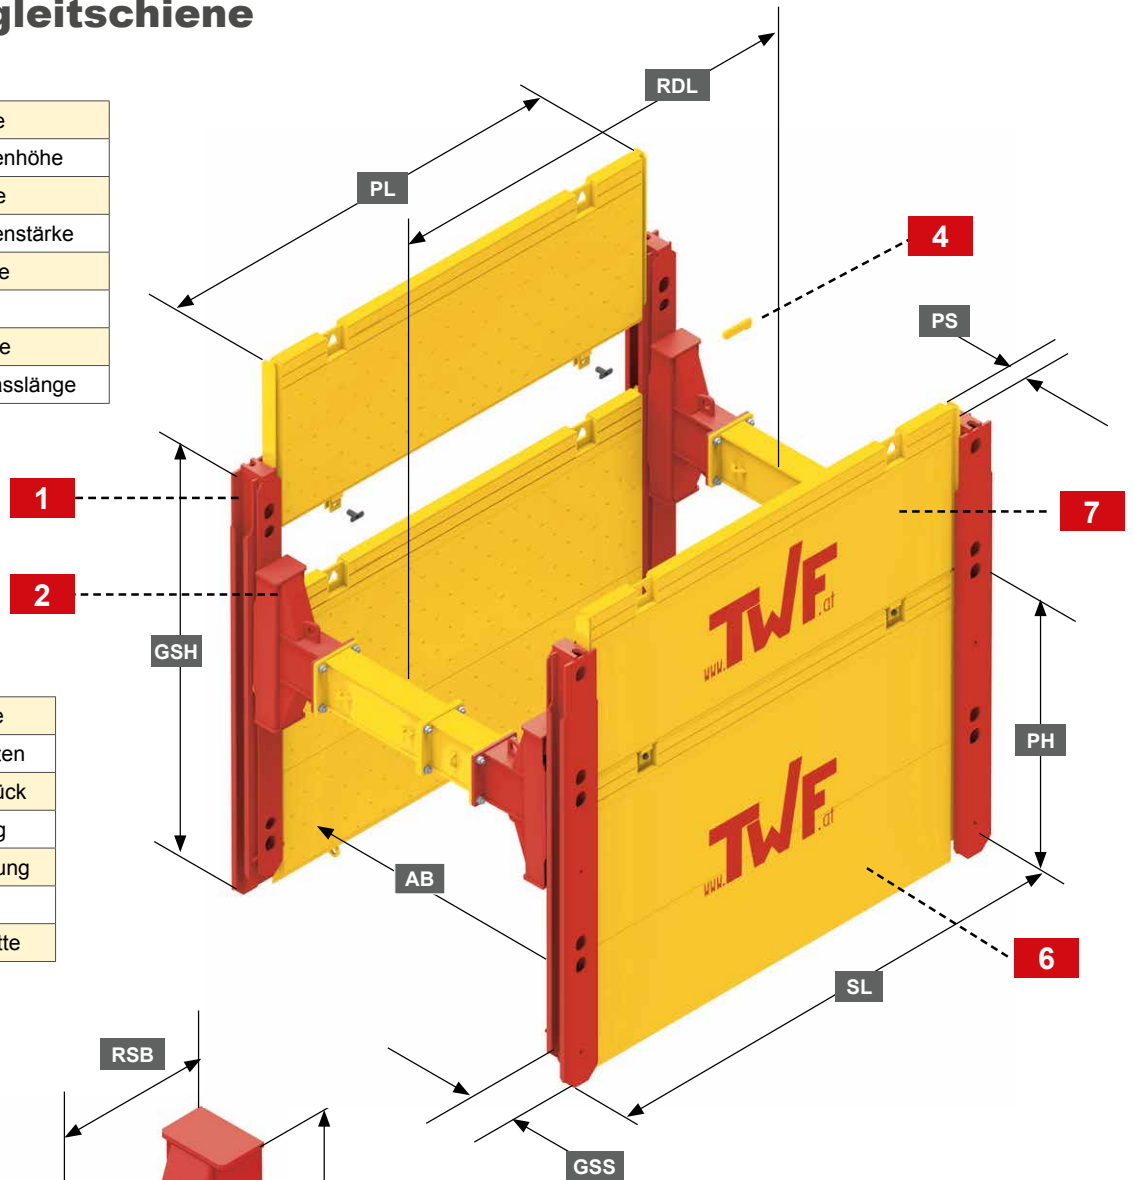 gleitschiene
e
enhöhe
e
enstärke
e
e
asslänge
RDL
PL
4
PS
1
7
2
GSH
www.TWF.at
PH
www.TWF.at
AB
6
SL
e
ten
ück
g
ung
tte
RSB
GSS